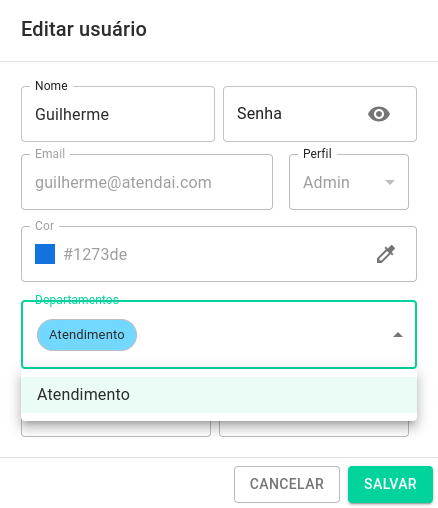 Editar usuário
Nome
Guilherme
Senha
Email
guilherme@atendai.com
Perfil
Admin
Cor
#1273de
Departamentos
Atendimento
Atendimento
CANCELAR
SALVAR